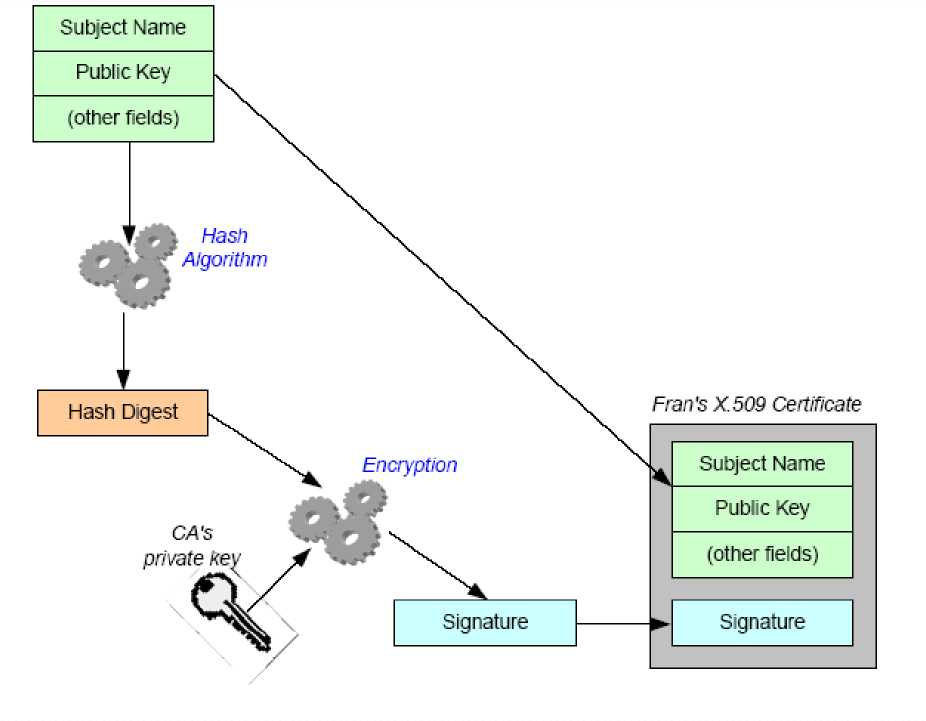 Subject Name
Public Key
(other fields)
Hash
Algorithm
Hash Digest
Encryption
CA's
private key
Signature
Fran's X.509 Certificate
Subject Name
Public Key
(other fields)
Signature